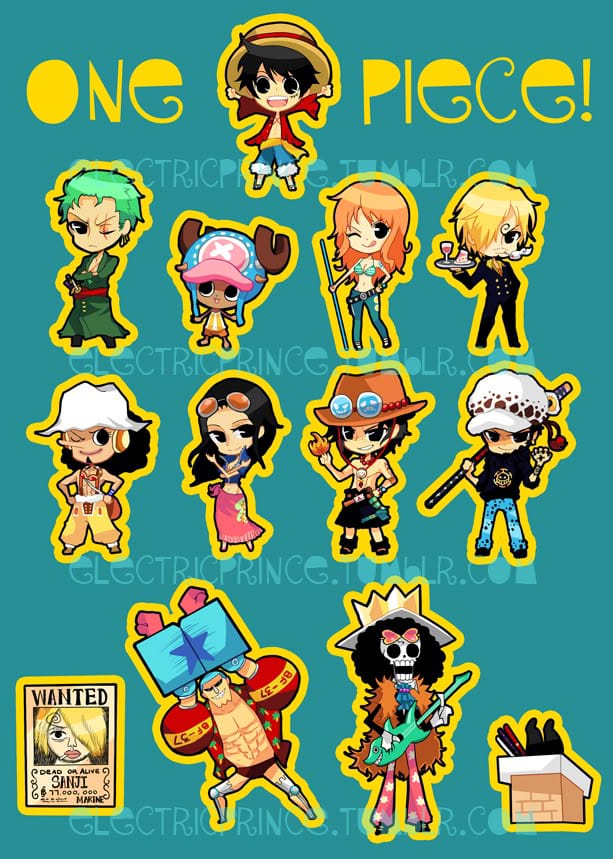 ONE PIECE!
ELECTRICPRINCE.TUMBLR.COM
ELECTRICPRINCE.TUMBLR.COM
ELECTRICPRINCE.TUMBLR.COM
BF-37
BF-37
WANTED
DEAD OR ALIVE
SANJI
77,000,000
MARINE
ELECTRICPRINCE.TUMBLR.COM